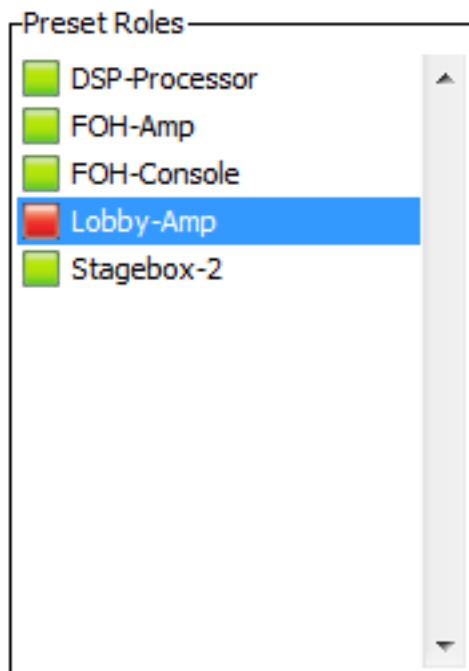 Preset Roles
DSP-Processor
FOH-Amp
FOH-Console
Lobby-Amp
Stagebox-2